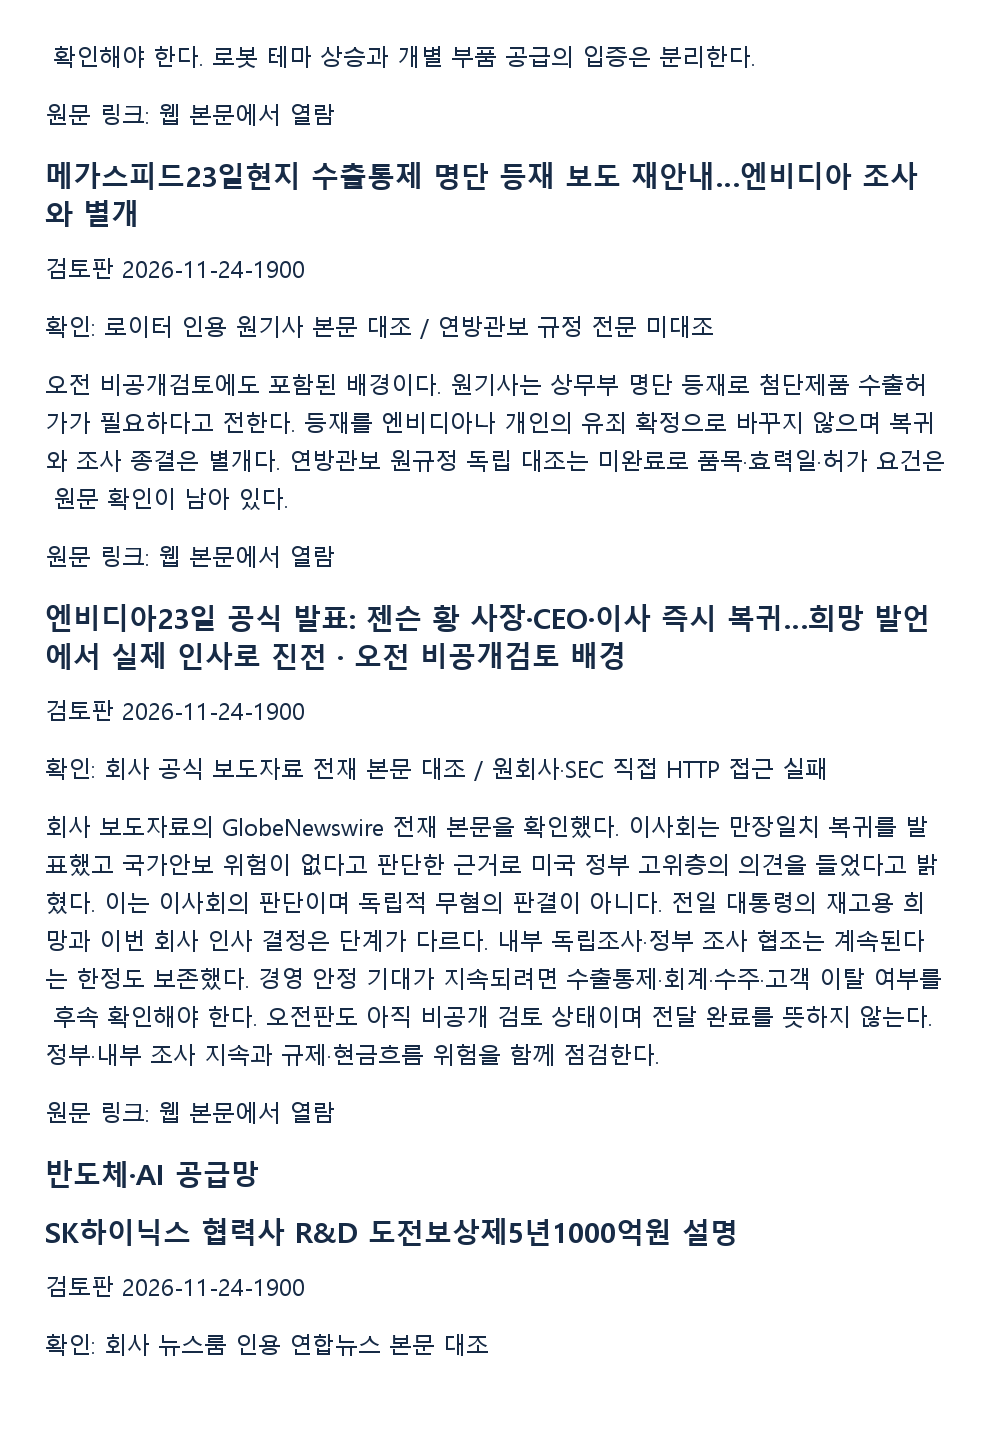 확인해야 한다. 로봇 테마 상승과 개별 부품 공급의 입증은 분리한다.
원문 링크: 웹 본문에서 열람
메가스피드23일현지 수출통제 명단 등재 보도 재안내…엔비디아 조사
와 별개
검토판 2026-11-24-1900
확인: 로이터 인용 원기사 본문 대조 / 연방관보 규정 전문 미대조
오전 비공개검토에도 포함된 배경이다. 원기사는 상무부 명단 등재로 첨단제품 수출허
가가 필요하다고 전한다. 등재를 엔비디아나 개인의 유죄 확정으로 바꾸지 않으며 복귀
와 조사 종결은 별개다. 연방관보 원규정 독립 대조는 미완료로 품목·효력일·허가 요건은
원문 확인이 남아 있다.
원문 링크: 웹 본문에서 열람
엔비디아23일 공식 발표: 젠슨 황 사장·CEO·이사 즉시 복귀…희망 발언
에서 실제 인사로 진전 · 오전 비공개검토 배경
검토판 2026-11-24-1900
확인: 회사 공식 보도자료 전재 본문 대조 / 원회사·SEC 직접 HTTP 접근 실패
회사 보도자료의 GlobeNewswire 전재 본문을 확인했다. 이사회는 만장일치 복귀를 발
표했고 국가안보 위험이 없다고 판단한 근거로 미국 정부 고위층의 의견을 들었다고 밝
혔다. 이는 이사회의 판단이며 독립적 무혐의 판결이 아니다. 전일 대통령의 재고용 희
망과 이번 회사 인사 결정은 단계가 다르다. 내부 독립조사·정부 조사 협조는 계속된다
는 한정도 보존했다. 경영 안정 기대가 지속되려면 수출통제·회계·수주·고객 이탈 여부를
후속 확인해야 한다. 오전판도 아직 비공개 검토 상태이며 전달 완료를 뜻하지 않는다.
정부·내부 조사 지속과 규제·현금흐름 위험을 함께 점검한다.
원문 링크: 웹 본문에서 열람
반도체·AI 공급망
SK하이닉스 협력사 R&D 도전보상제5년1000억원 설명
검토판 2026-11-24-1900
확인: 회사 뉴스룸 인용 연합뉴스 본문 대조